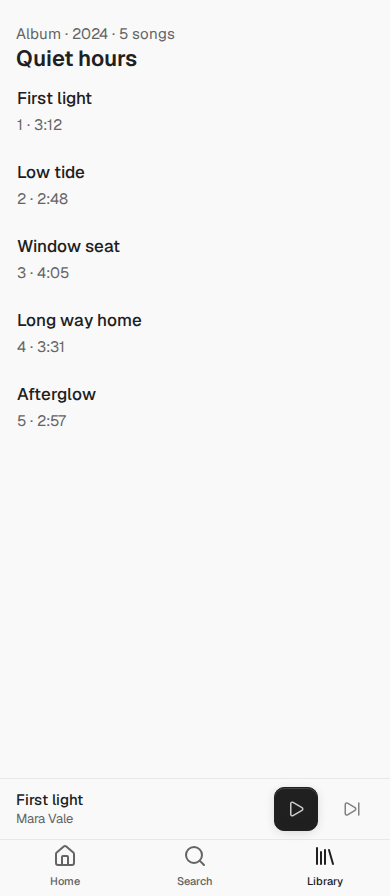 Album · 2024 · 5 songs
Quiet hours
First light
1 · 3:12
Low tide
2 · 2:48
Window seat
3 · 4:05
Long way home
4 · 3:31
Afterglow
5 · 2:57
First light
Mara Vale
Home
Search
Library